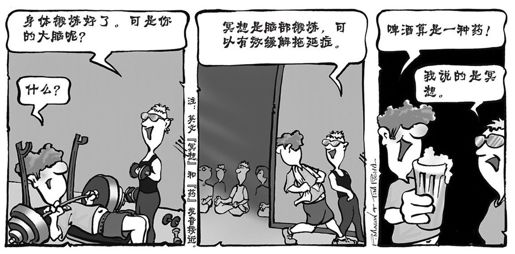 身体锻炼好了。可是你
的大脑呢？
什么？
注：英文『冥想』和『药』发音接近。
冥想是脑部锻炼，可
以有效缓解拖延症。
啤酒算是一种药！
我说的是冥
想。